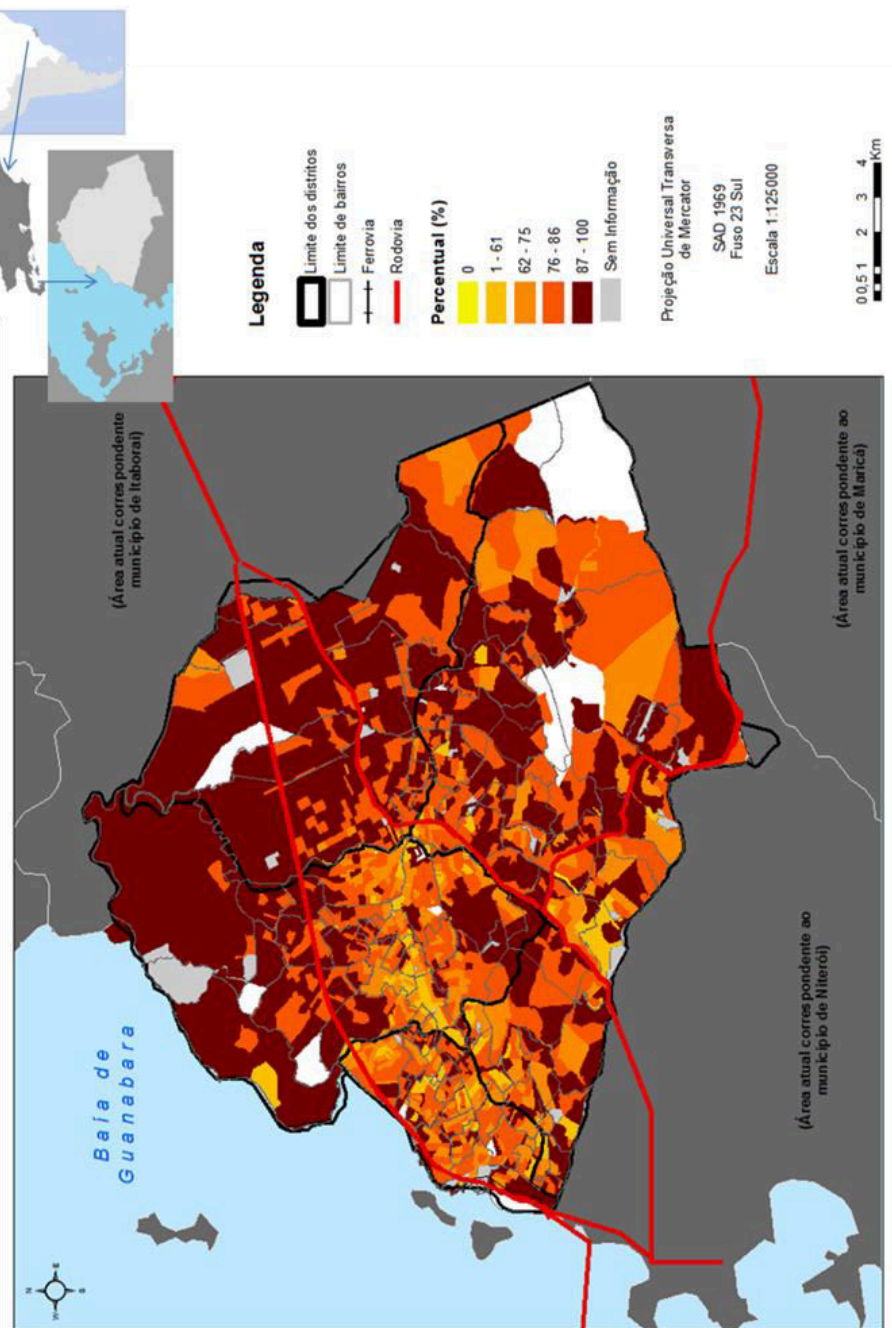 Baía de
Guanabara
(Área atual correspondente
município de Itaboraí)
(Área atual correspondente ao
município de Niterói)
(Área atual correspondente ao
município de Maricá)
N
W
E
S
Legenda
Limite dos distritos
Limite de bairros
Ferrovia
Rodovia
Percentual (%)
0
1 - 61
62 - 75
76 - 86
87 - 100
Sem Informação
Projeção Universal Transversa
de Mercator
SAD 1969
Fuso 23 Sul
Escala 1:125000
0 0,5 1 2 3 4
Km